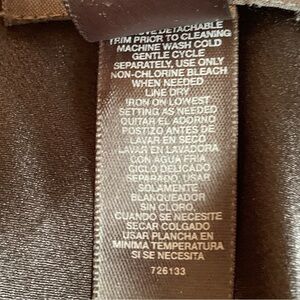 REMOVE DETACHABLE
TRIM PRIOR TO CLEANING
MACHINE WASH COLD
GENTLE CYCLE
SEPARATELY, USE ONLY
NON-CHLORINE BLEACH
WHEN NEEDED
LINE DRY
IRON ON LOWEST
SETTING AS NEEDED
QUITAR EL ADORNO
POSTIZO ANTES DE
LAVAR EN SECO
LAVAR EN LAVADORA
CON AGUA FRIA
CICLO DELICADO
SEPARADO, USAR
SOLAMENTE
BLANQUEADOR
SIN CLORO,
CUANDO SE NECESITE
SECAR COLGADO
USAR PLANCHA EN
MINIMA TEMPERATURA
SI SE NECESITA
726133